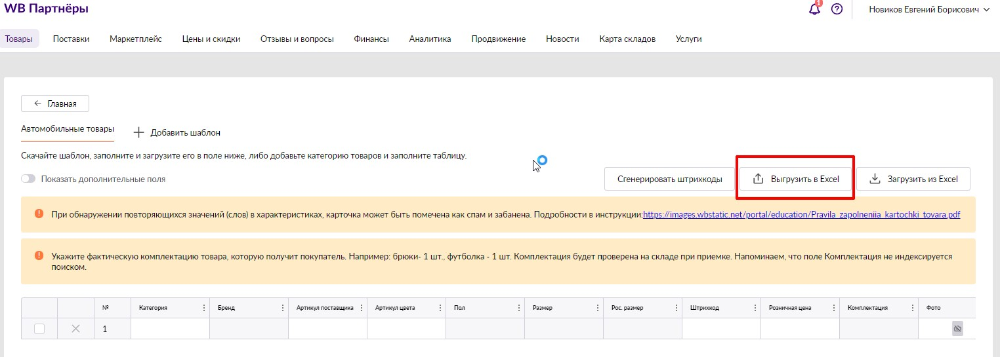 WB Партнёры
1
Новиков Евгений Борисович
Товары Поставки Маркетплейс Цены и скидки Отзывы и вопросы Финансы Аналитика Продвижение Новости Карта складов Услуги
Главная
Автомобильные товары
Добавить шаблон
Скачайте шаблон, заполните и загрузите его в поле ниже, либо добавьте категорию товаров и заполните таблицу.
Показать дополнительные поля
Сгенерировать штрихкоды
Выгрузить в Excel
Загрузить из Excel
При обнаружении повторяющихся значений (слов) в характеристиках, карточка может быть помечена как спам и забанена. Подробности в инструкции:https://images.wbstatic.net/portal/education/Pravila_zapolneniia_kartochki_tovara.pdf
Укажите фактическую комплектацию товара, которую получит покупатель. Например: брюки- 1 шт., футболка - 1 шт. Комплектация будет проверена на складе при приемке. Напоминаем, что поле Комплектация не индексируется
поиском.
№ Категория Бренд Артикул поставщика Артикул цвета Пол Размер Рос. размер Штрихкод Розничная цена Комплектация Фото
1